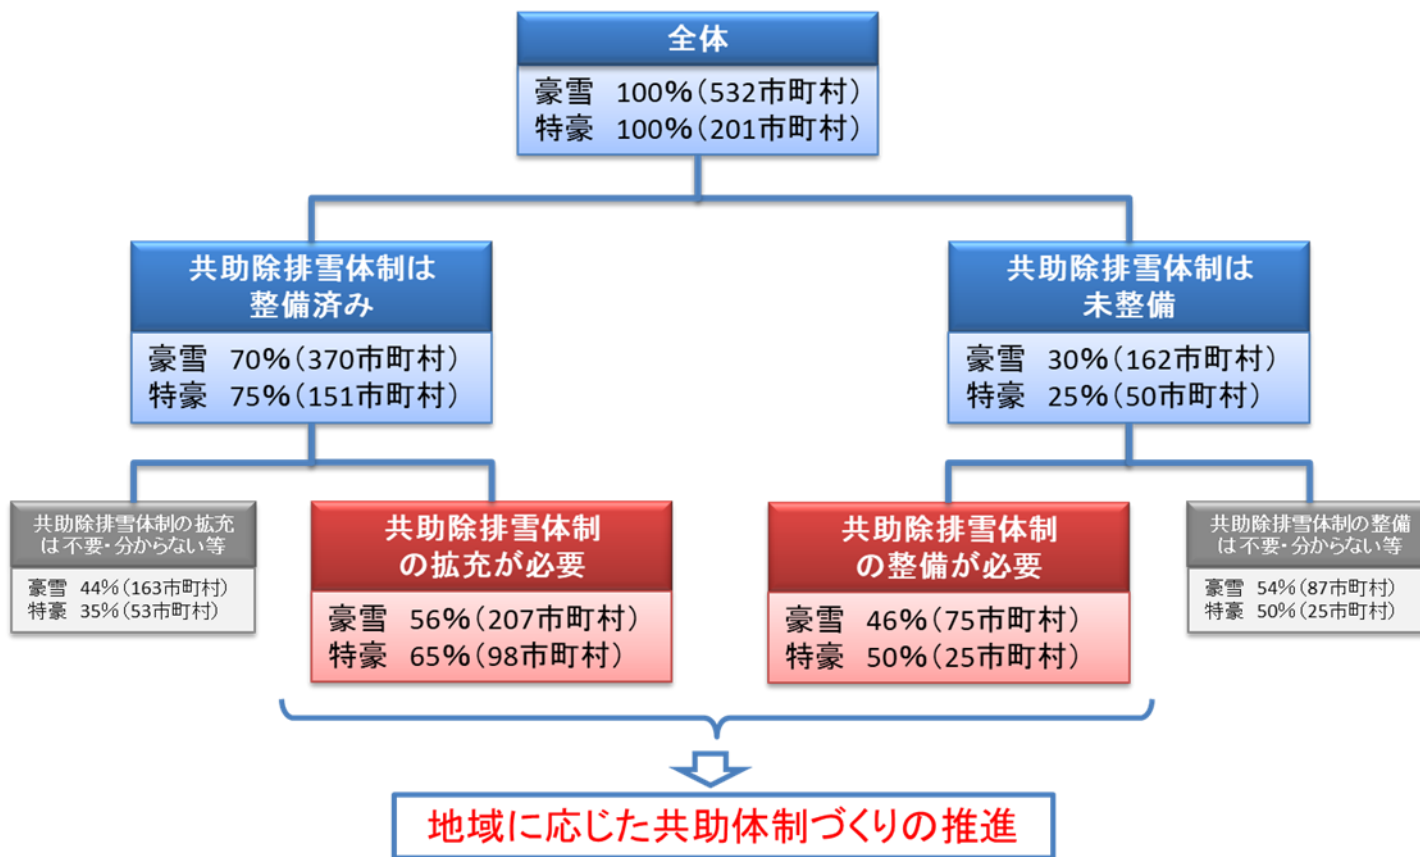 全体
豪雪 100%(532市町村)
特豪 100%(201市町村)
共助除排雪体制は
整備済み
豪雪 70%(370市町村)
特豪 75%(151市町村)
共助除排雪体制は
未整備
豪雪 30%(162市町村)
特豪 25%(50市町村)
共助除排雪体制の拡充
は不要・分からない等
豪雪 44%(163市町村)
特豪 35%(53市町村)
共助除排雪体制
の拡充が必要
豪雪 56%(207市町村)
特豪 65%(98市町村)
共助除排雪体制
の整備が必要
豪雪 46%(75市町村)
特豪 50%(25市町村)
共助除排雪体制の整備
は不要・分からない等
豪雪 54%(87市町村)
特豪 50%(25市町村)
地域に応じた共助体制づくりの推進